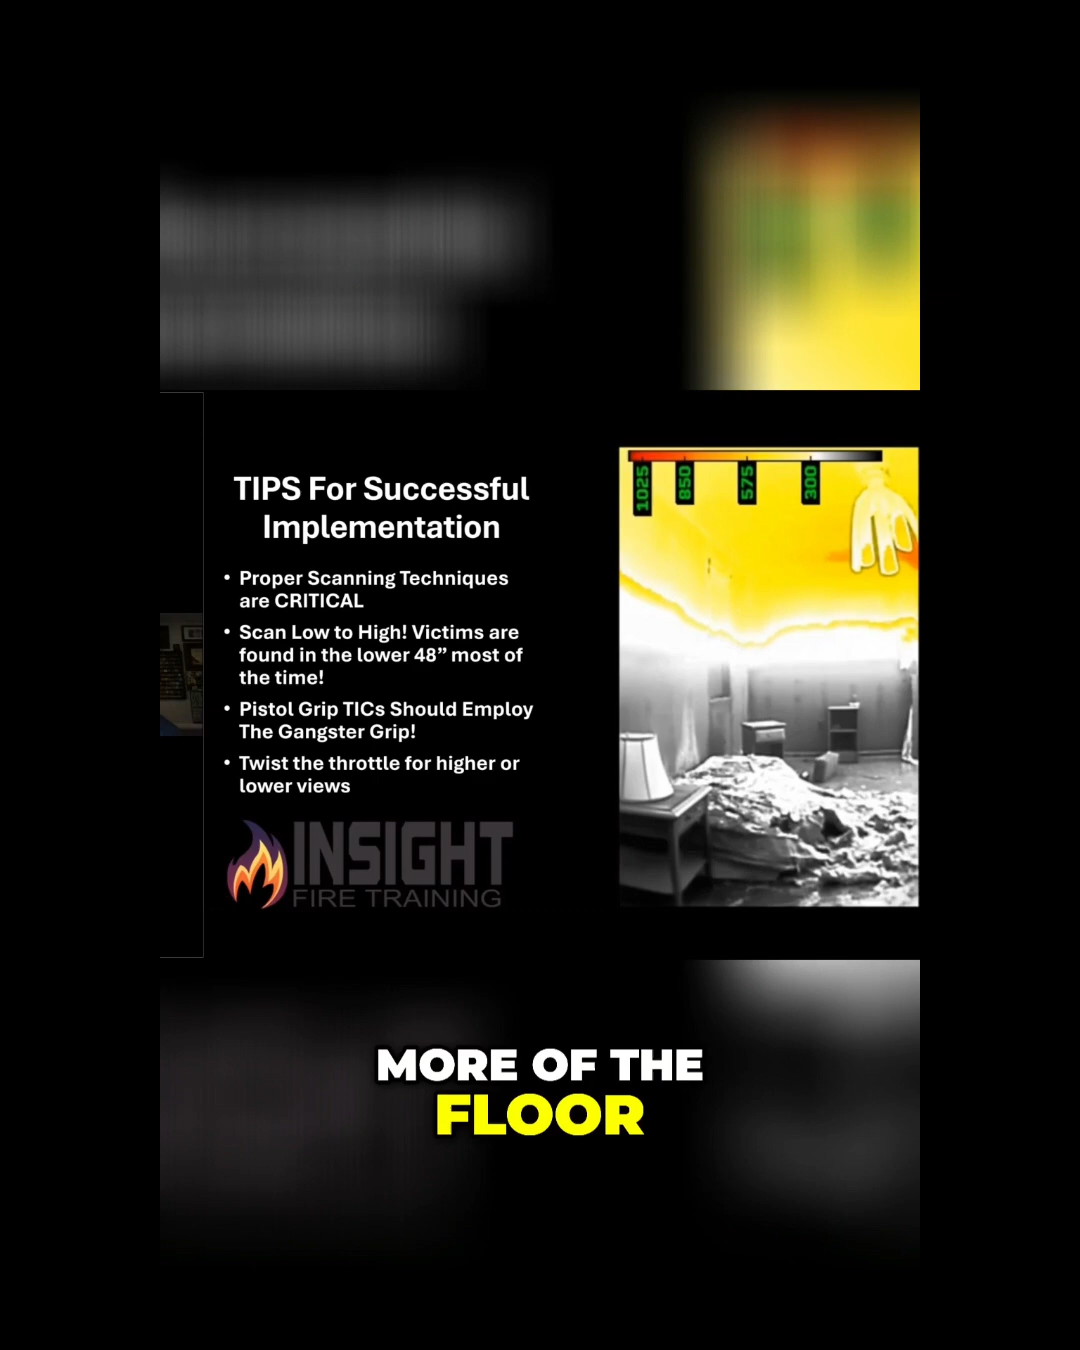 TIPS For Successful
Implementation
• Proper Scanning Techniques
are CRITICAL
• Scan Low to High! Victims are
found in the lower 48” most of
the time!
• Pistol Grip TICs Should Employ
The Gangster Grip!
• Twist the throttle for higher or
lower views
INSIGHT
FIRE TRAINING
1025
850
575
300
MORE OF THE
FLOOR